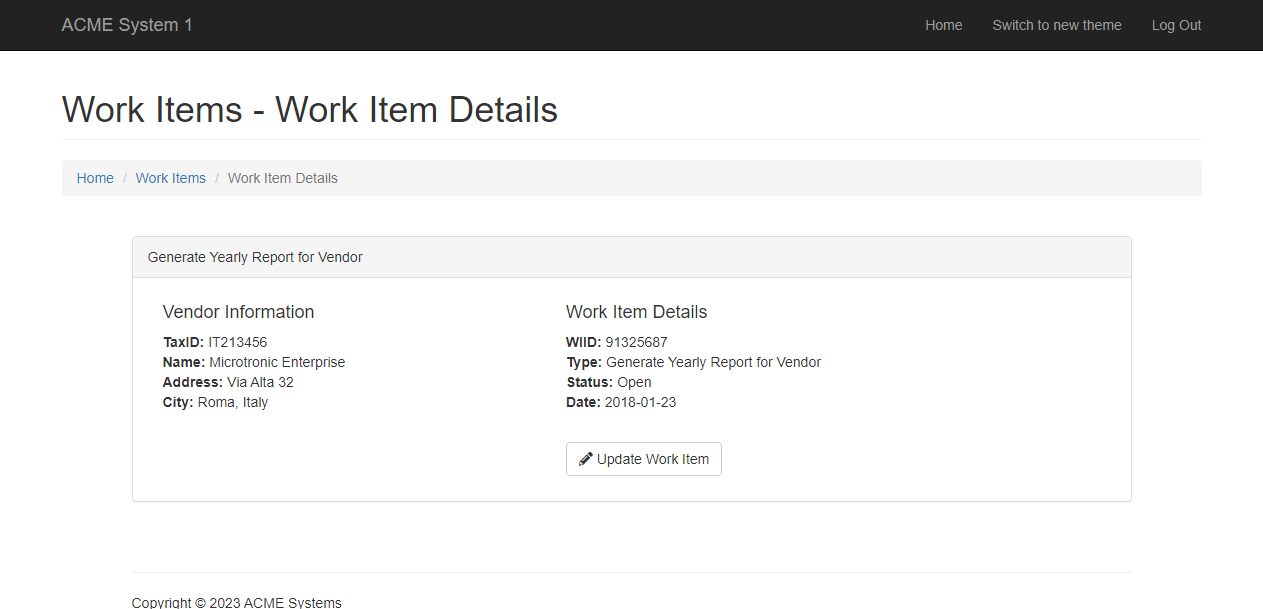 ACME System 1
Home
Switch to new theme
Log Out
Work Items - Work Item Details
Home / Work Items / Work Item Details
Generate Yearly Report for Vendor
Vendor Information
TaxID: IT213456
Name: Microtronic Enterprise
Address: Via Alta 32
City: Roma, Italy
Work Item Details
WIID: 91325687
Type: Generate Yearly Report for Vendor
Status: Open
Date: 2018-01-23
Update Work Item
Copyright © 2023 ACME Systems